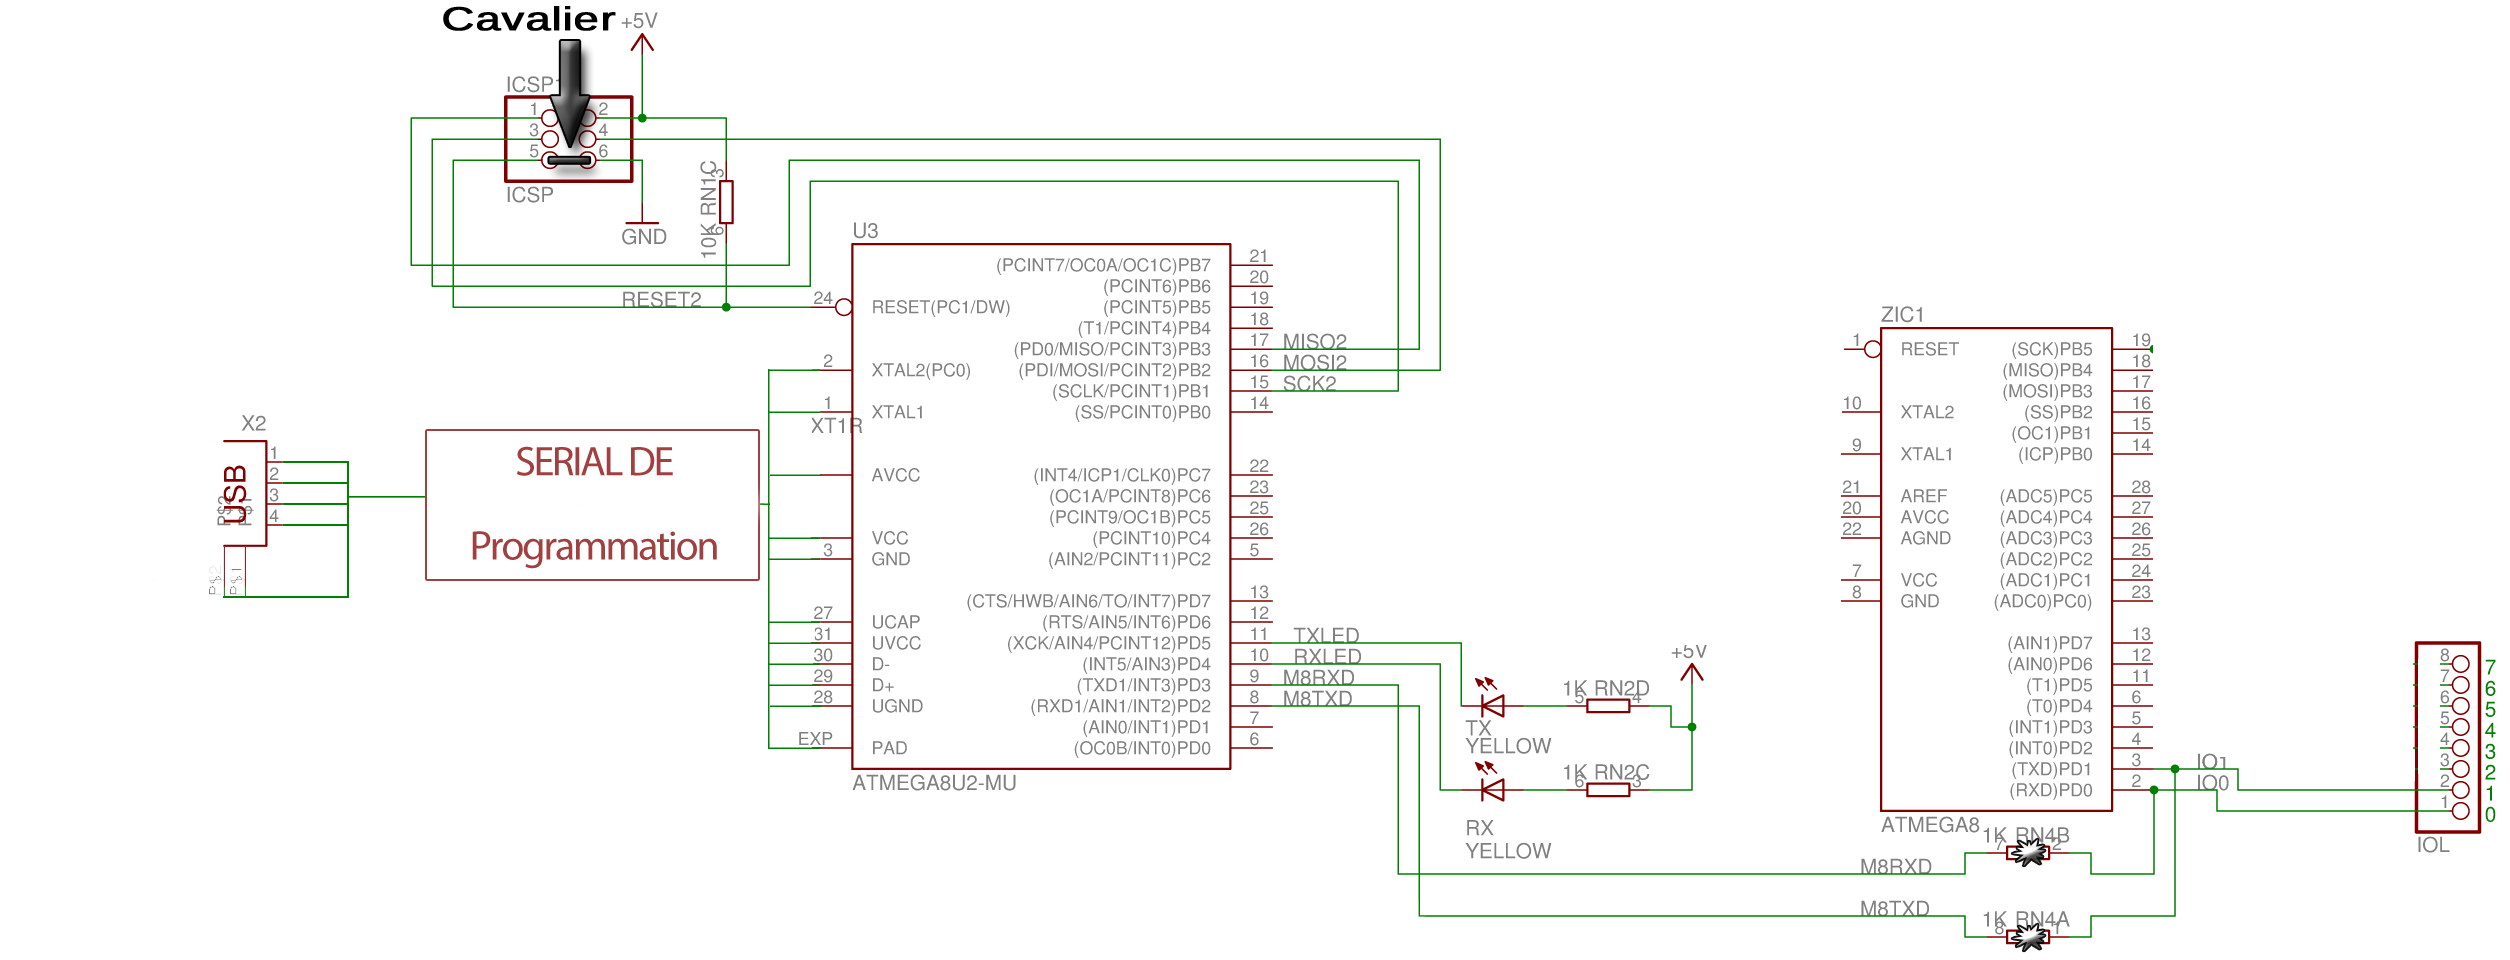 Cavalier
+5V
ICSP1
1
2
3
4
5
6
ICSP
GND
10K RN1C
3
6
RESET2
U3
24
RESET(PC1/DW)
2
XTAL2(PC0)
1
XTAL1
XT1R
AVCC
VCC
3
GND
27
UCAP
31
UVCC
30
D-
29
D+
28
UGND
EXP
PAD
(PCINT7/OC0A/OC1C)PB7
21
(PCINT6)PB6
20
(PCINT5)PB5
19
(T1/PCINT4)PB4
18
(PD0/MISO/PCINT3)PB3
17
MISO2
(PDI/MOSI/PCINT2)PB2
16
MOSI2
(SCLK/PCINT1)PB1
15
SCK2
(SS/PCINT0)PB0
14
(INT4/ICP1/CLK0)PC7
22
(OC1A/PCINT8)PC6
23
(PCINT9/OC1B)PC5
25
(PCINT10)PC4
26
(AIN2/PCINT11)PC2
5
(CTS/HWB/AIN6/TO/INT7)PD7
13
(RTS/AIN5/INT6)PD6
12
(XCK/AIN4/PCINT12)PD5
11
TXLED
(INT5/AIN3)PD4
10
RXLED
(TXD1/INT3)PD3
9
M8RXD
(RXD1/AIN1/INT2)PD2
8
M8TXD
(AIN0/INT1)PD1
7
(OC0B/INT0)PD0
6
ATMEGA8U2-MU
X2
USB
1
2
3
4
P$2
P$1
SERIAL DE
Programmation
+5V
1K RN2D
5
4
TX
YELLOW
1K RN2C
6
3
RX
YELLOW
ZIC1
1
RESET
10
XTAL2
9
XTAL1
21
AREF
20
AVCC
22
AGND
7
VCC
8
GND
(SCK)PB5
19
(MISO)PB4
18
(MOSI)PB3
17
(SS)PB2
16
(OC1)PB1
15
(ICP)PB0
14
(ADC5)PC5
28
(ADC4)PC4
27
(ADC3)PC3
26
(ADC2)PC2
25
(ADC1)PC1
24
(ADC0)PC0)
23
(AIN1)PD7
13
(AIN0)PD6
12
(T1)PD5
11
(T0)PD4
6
(INT1)PD3
5
(INT0)PD2
4
(TXD)PD1
3
IO1
(RXD)PD0
2
IO0
ATMEGA8
1K RN4B
7
2
M8RXD
1K RN4A
8
1
M8TXD
8
7
7
6
6
5
5
4
4
3
3
2
2
1
1
0
IOL